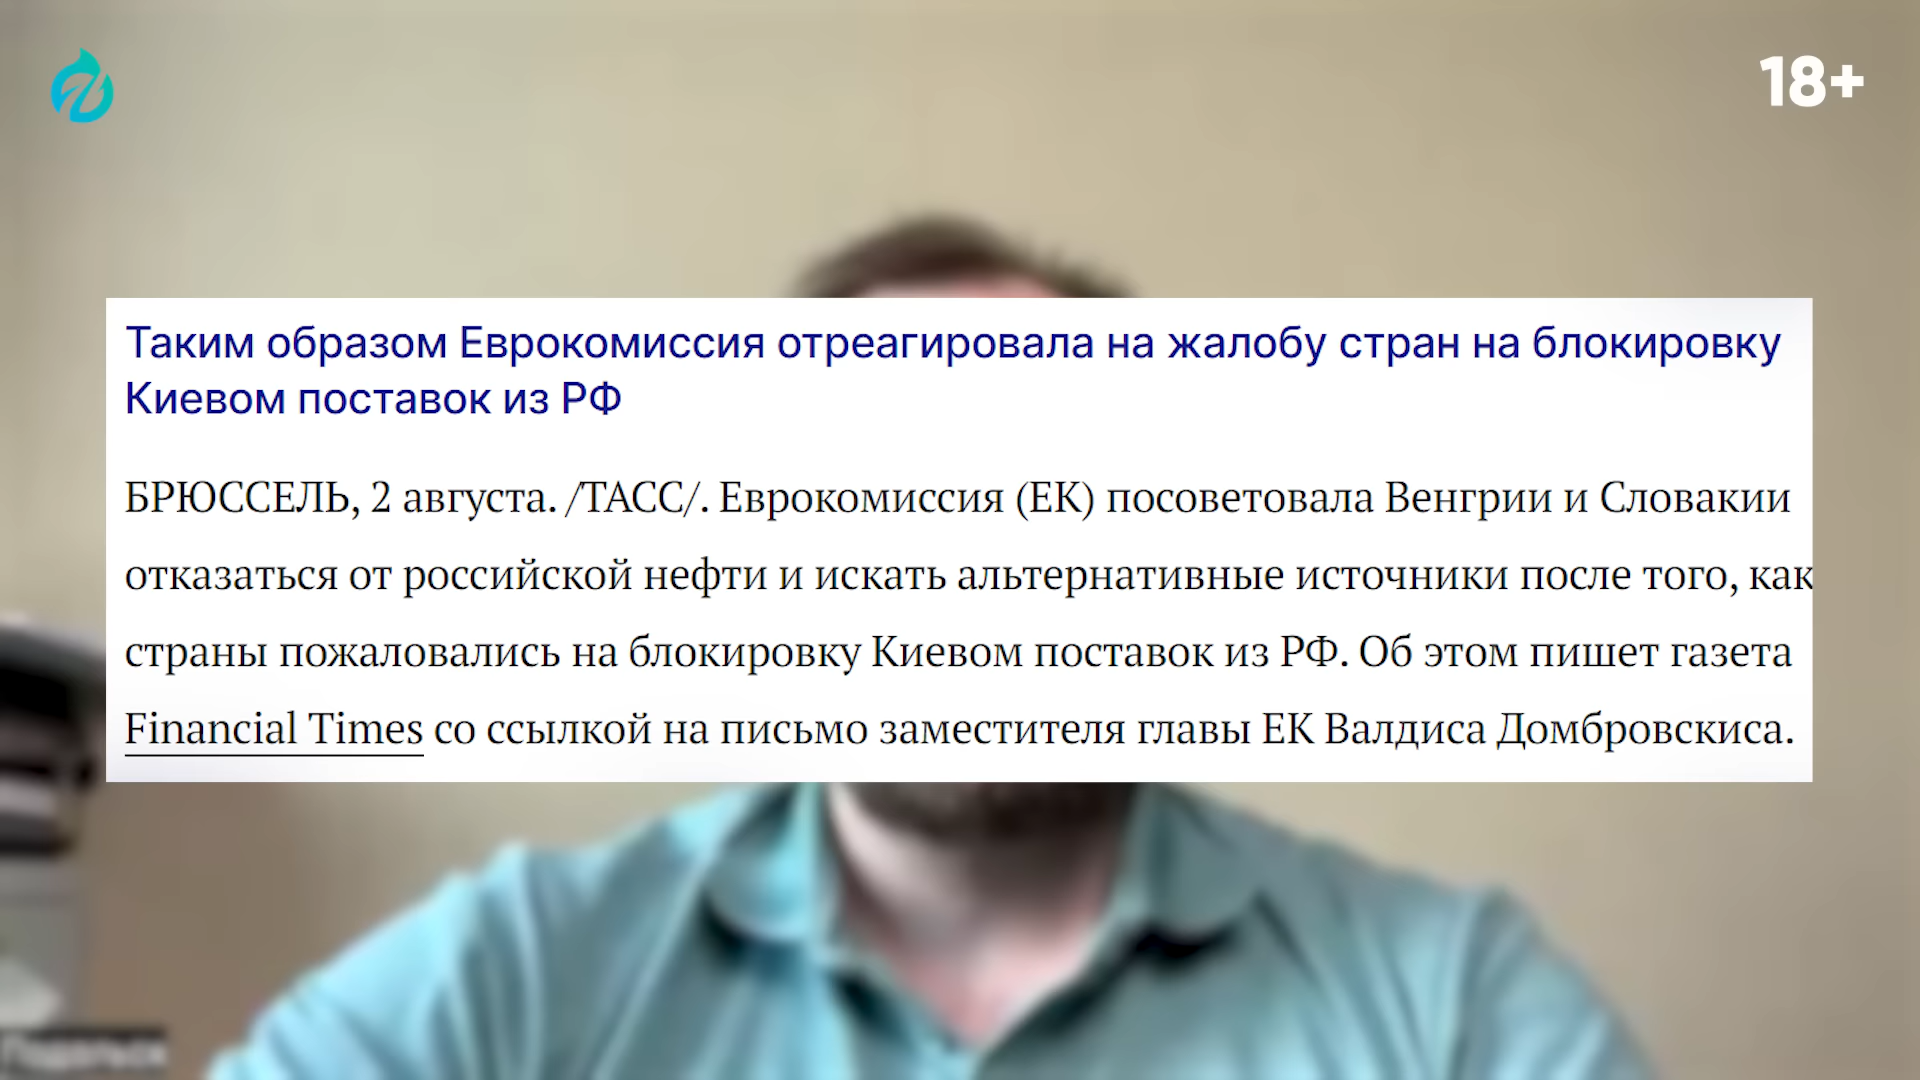 18+
Таким образом Еврокомиссия отреагировала на жалобу стран на блокировку
Киевом поставок из РФ
БРЮССЕЛЬ, 2 августа. /ТАСС/. Еврокомиссия (ЕК) посоветовала Венгрии и Словакии
отказаться от российской нефти и искать альтернативные источники после того, как
страны пожаловались на блокировку Киевом поставок из РФ. Об этом пишет газета
Financial Times со ссылкой на письмо заместителя главы ЕК Валдиса Домбровскиса.